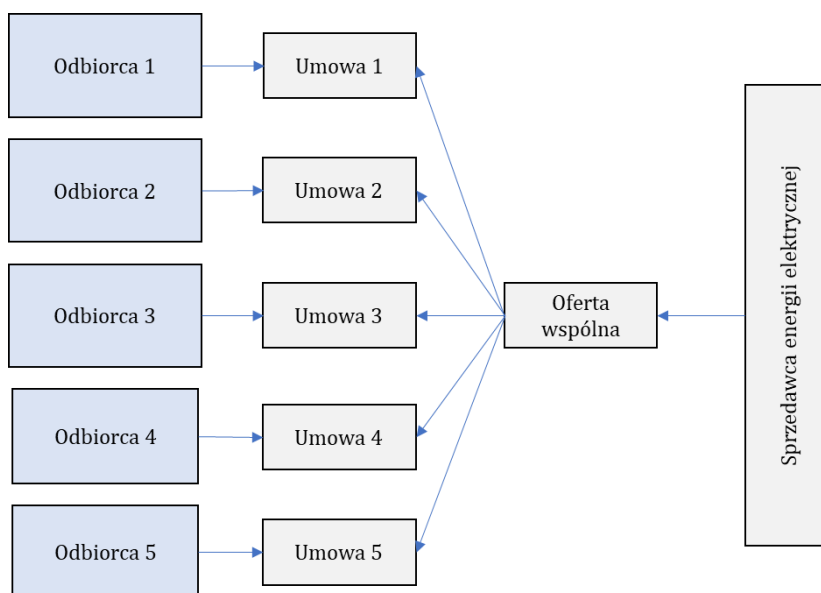 Odbiorca 1
Umowa 1
Odbiorca 2
Umowa 2
Odbiorca 3
Umowa 3
Oferta
wspólna
Odbiorca 4
Umowa 4
Odbiorca 5
Umowa 5
Sprzedawca energii elektrycznej